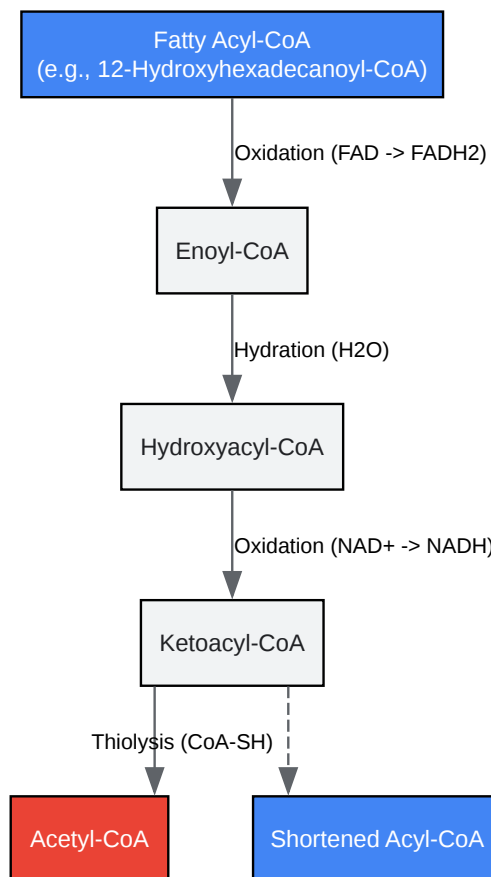 Fatty Acyl-CoA
(e.g., 12-Hydroxyhexadecanoyl-CoA)
Oxidation (FAD -> FADH2)
Enoyl-CoA
Hydration (H2O)
Hydroxyacyl-CoA
Oxidation (NAD+ -> NADH)
Ketoacyl-CoA
Thiolysis (CoA-SH)
Acetyl-CoA
Shortened Acyl-CoA